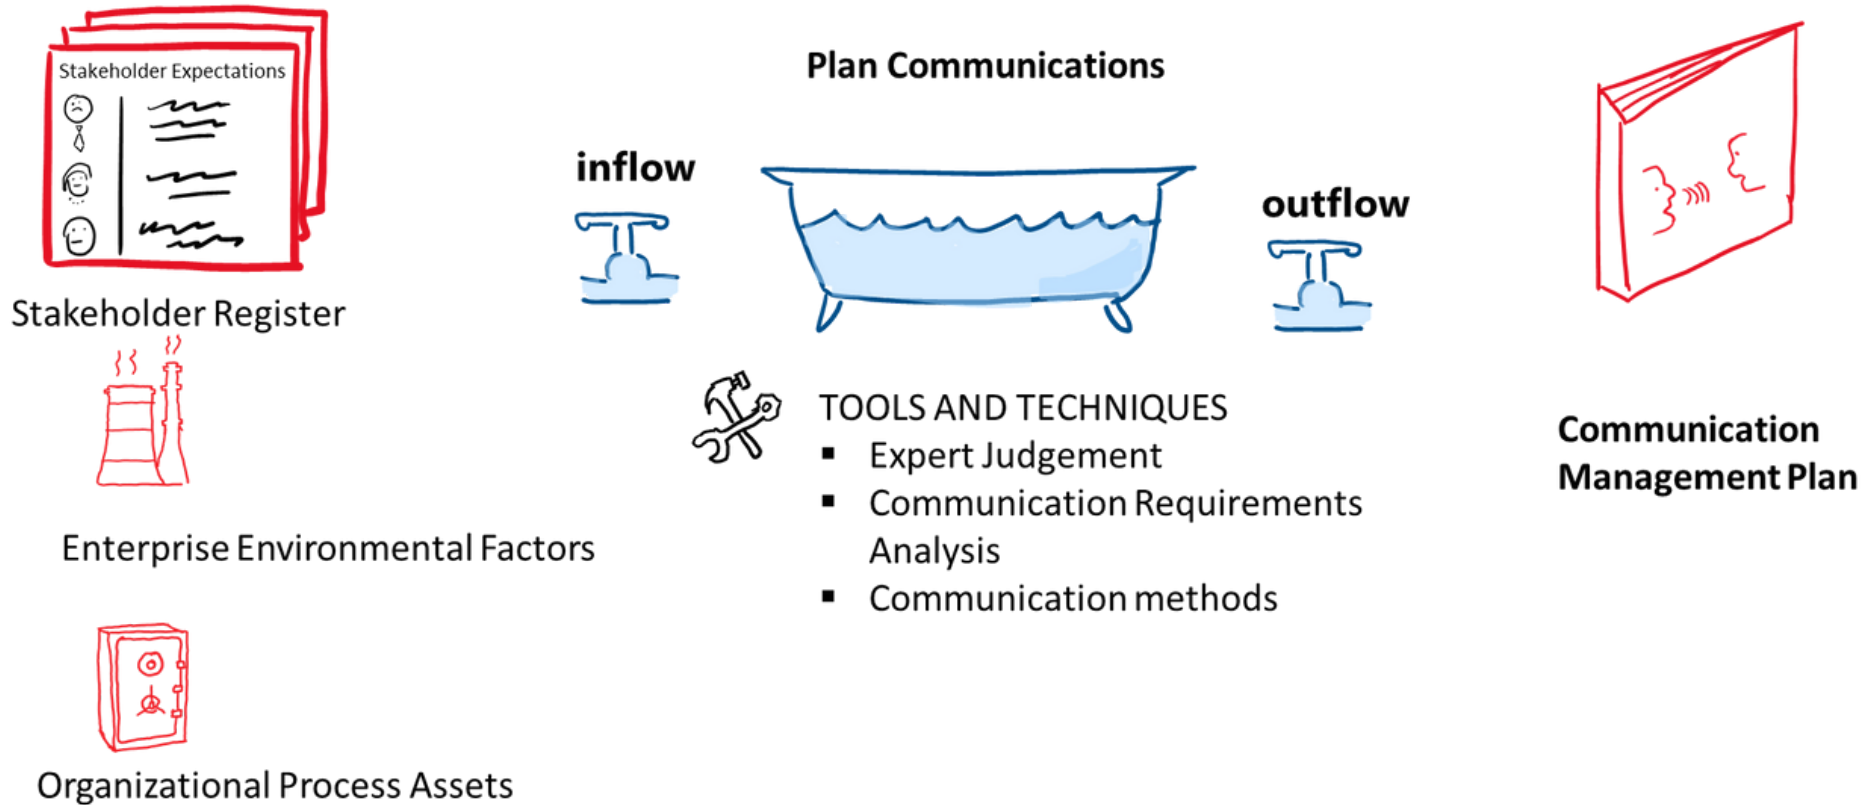 Stakeholder Expectations
Stakeholder Register
Enterprise Environmental Factors
Organizational Process Assets
Plan Communications
inflow
outflow
TOOLS AND TECHNIQUES
▪ Expert Judgement
▪ Communication Requirements
Analysis
▪ Communication methods
Communication
Management Plan